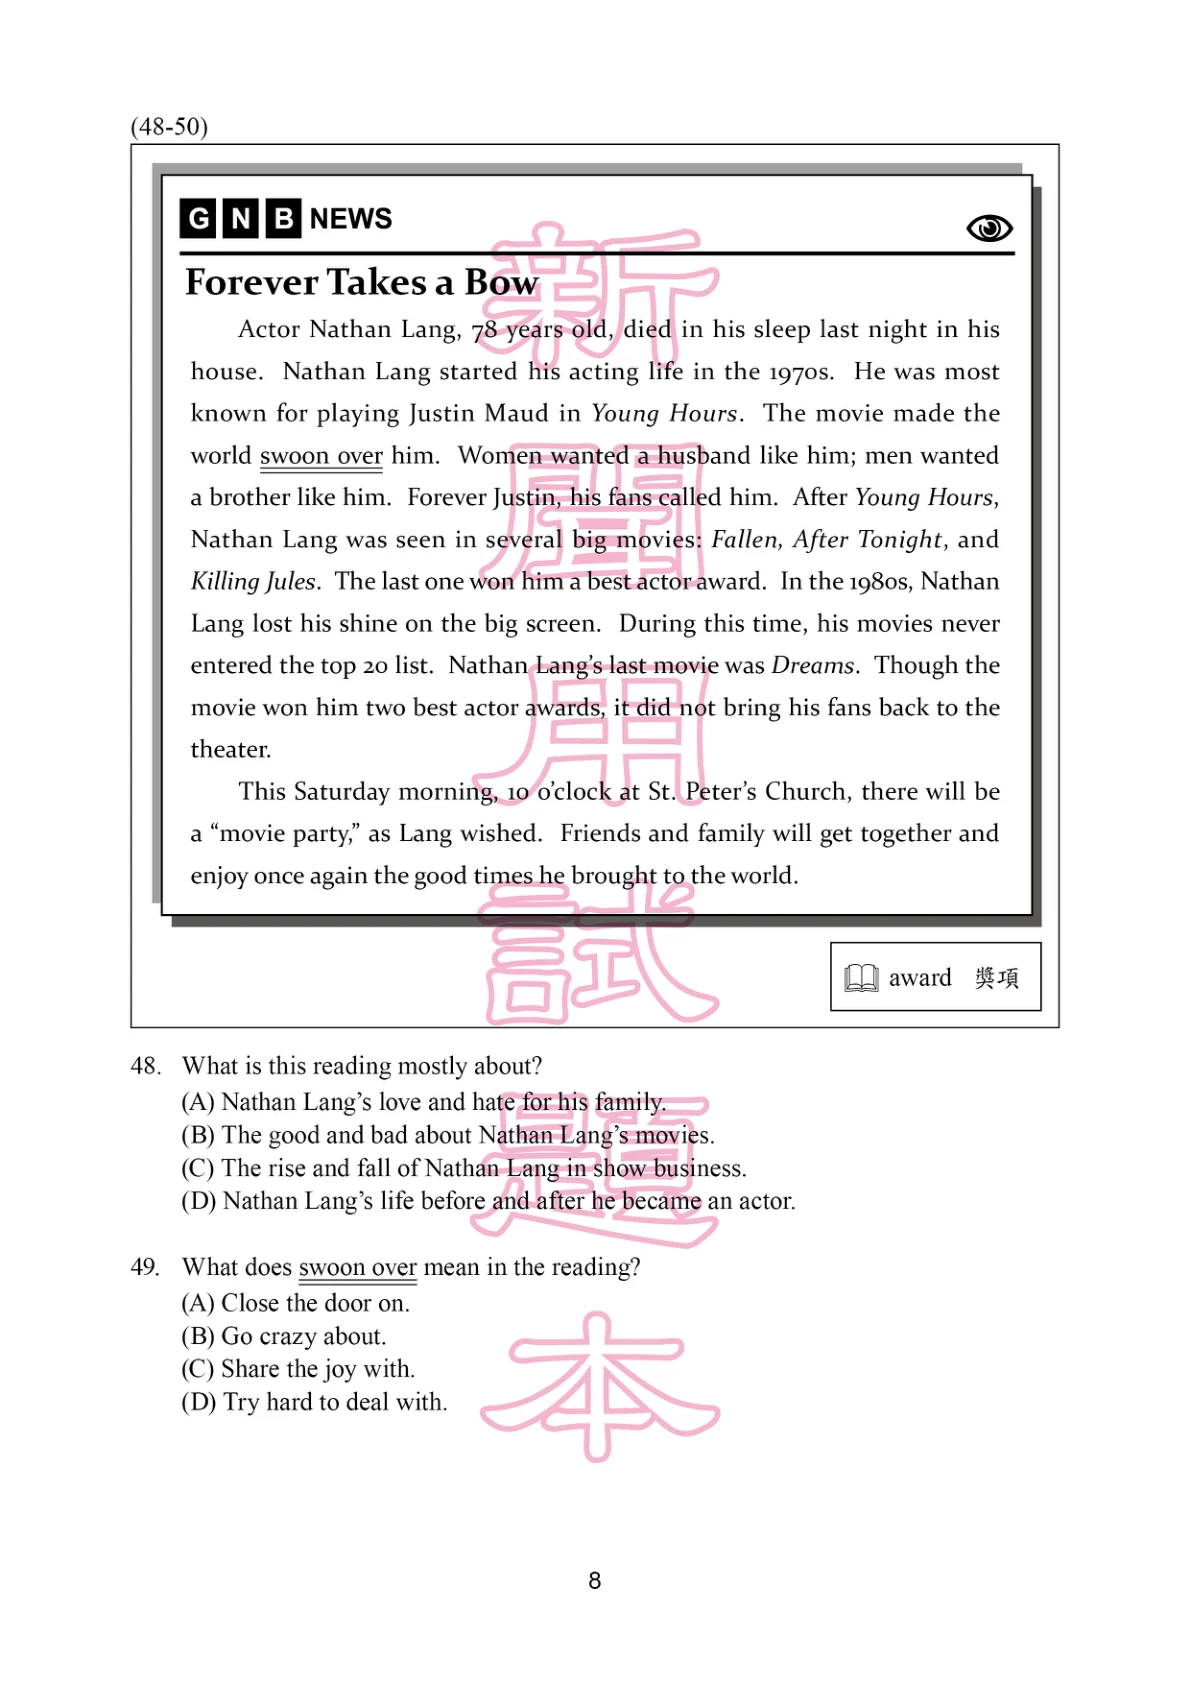 (48-50)
G N B NEWS
Forever Takes a Bow
Actor Nathan Lang, 78 years old, died in his sleep last night in his
house. Nathan Lang started his acting life in the 1970s. He was most
known for playing Justin Maud in Young Hours. The movie made the
world swoon over him. Women wanted a husband like him; men wanted
a brother like him. Forever Justin, his fans called him. After Young Hours,
Nathan Lang was seen in several big movies: Fallen, After Tonight, and
Killing Jules. The last one won him a best actor award. In the 1980s, Nathan
Lang lost his shine on the big screen. During this time, his movies never
entered the top 20 list. Nathan Lang's last movie was Dreams. Though the
movie won him two best actor awards, it did not bring his fans back to the
theater.
This Saturday morning, 10 o'clock at St. Peter's Church, there will be
a "movie party," as Lang wished. Friends and family will get together and
enjoy once again the good times he brought to the world.
award 獎項
48. What is this reading mostly about?
(A) Nathan Lang's love and hate for his family.
(B) The good and bad about Nathan Lang's movies.
(C) The rise and fall of Nathan Lang in show business.
(D) Nathan Lang's life before and after he became an actor.
49. What does swoon over mean in the reading?
(A) Close the door on.
(B) Go crazy about.
(C) Share the joy with.
(D) Try hard to deal with.
8
新聞用試題本